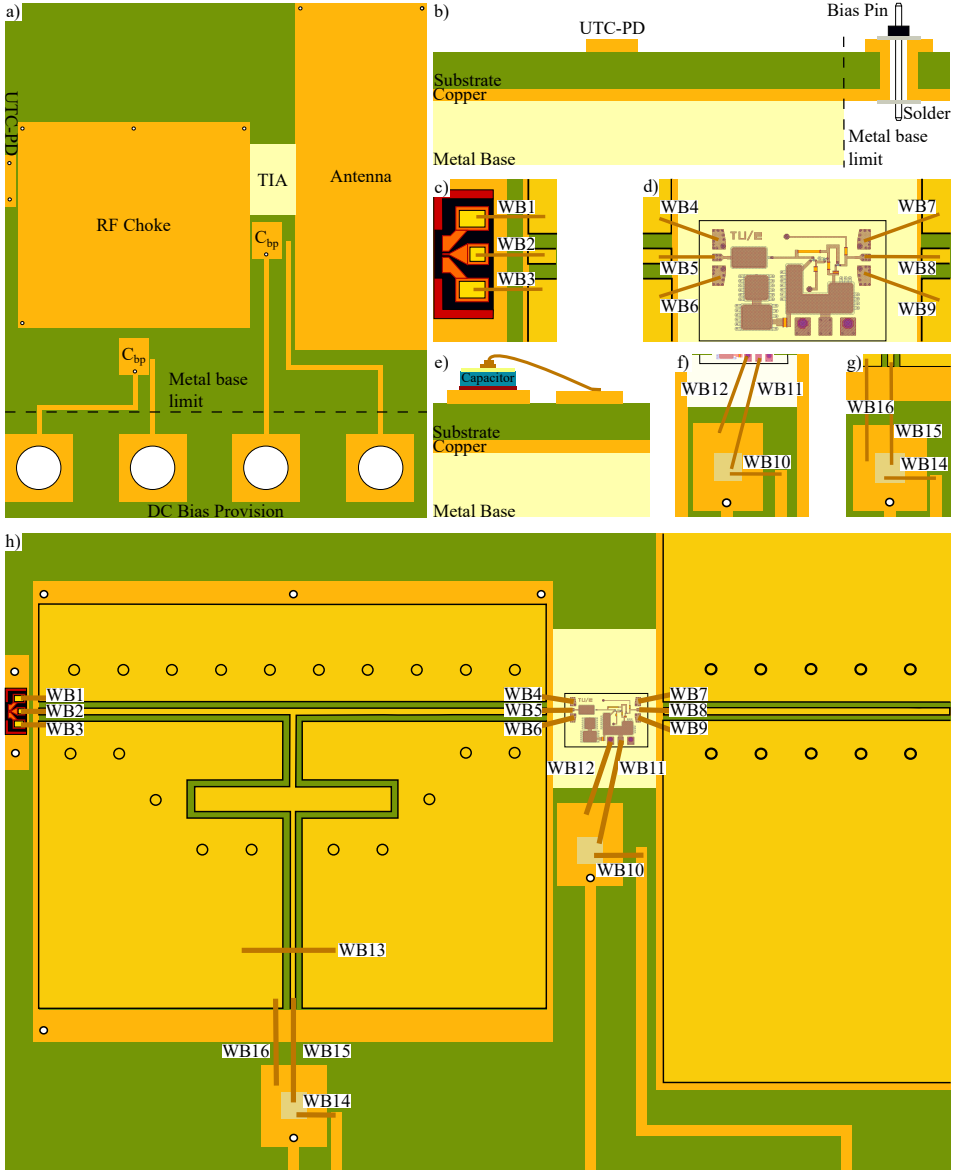 a)
UTC-PD
RF Choke
TIA
Antenna
C_bp
C_bp
Metal base
limit
DC Bias Provision
b)
Bias Pin
UTC-PD
Substrate
Copper
Solder
Metal base
limit
Metal Base
c)
WB1
WB2
WB3
d)
WB4
WB7
TU/e
WB5
WB8
WB6
WB9
e)
Capacitor
Substrate
Copper
Metal Base
f)
WB12
WB11
WB10
g)
WB16
WB15
WB14
h)
WB1
WB2
WB3
WB4
WB5
WB6
TU/e
WB7
WB8
WB9
WB12
WB11
WB10
WB13
WB16
WB15
WB14